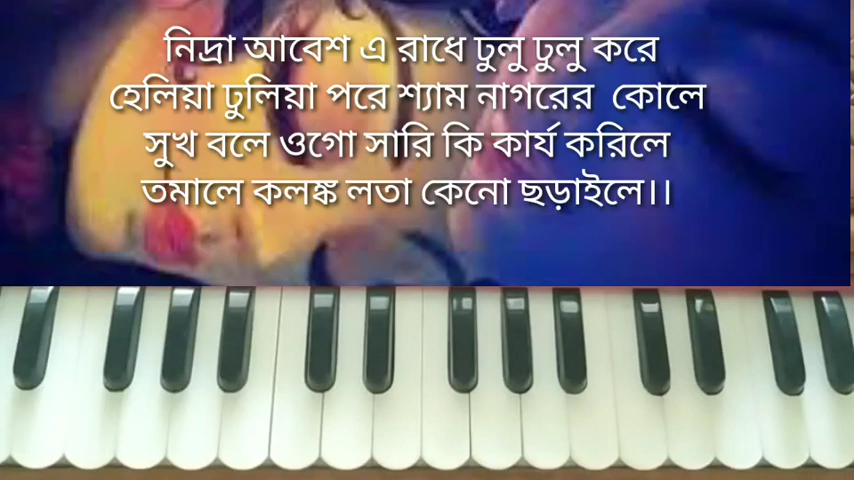 নিদ্রা আবেশ এ রাধে ঢুলু ঢুলু করে
হেলিয়া ঢুলিয়া পরে শ্যাম নাগরের কোলে
সুখ বলে ওগো সারি কি কার্য করিলে
তমালে কলঙ্ক লতা কেনো ছড়াইলে।।